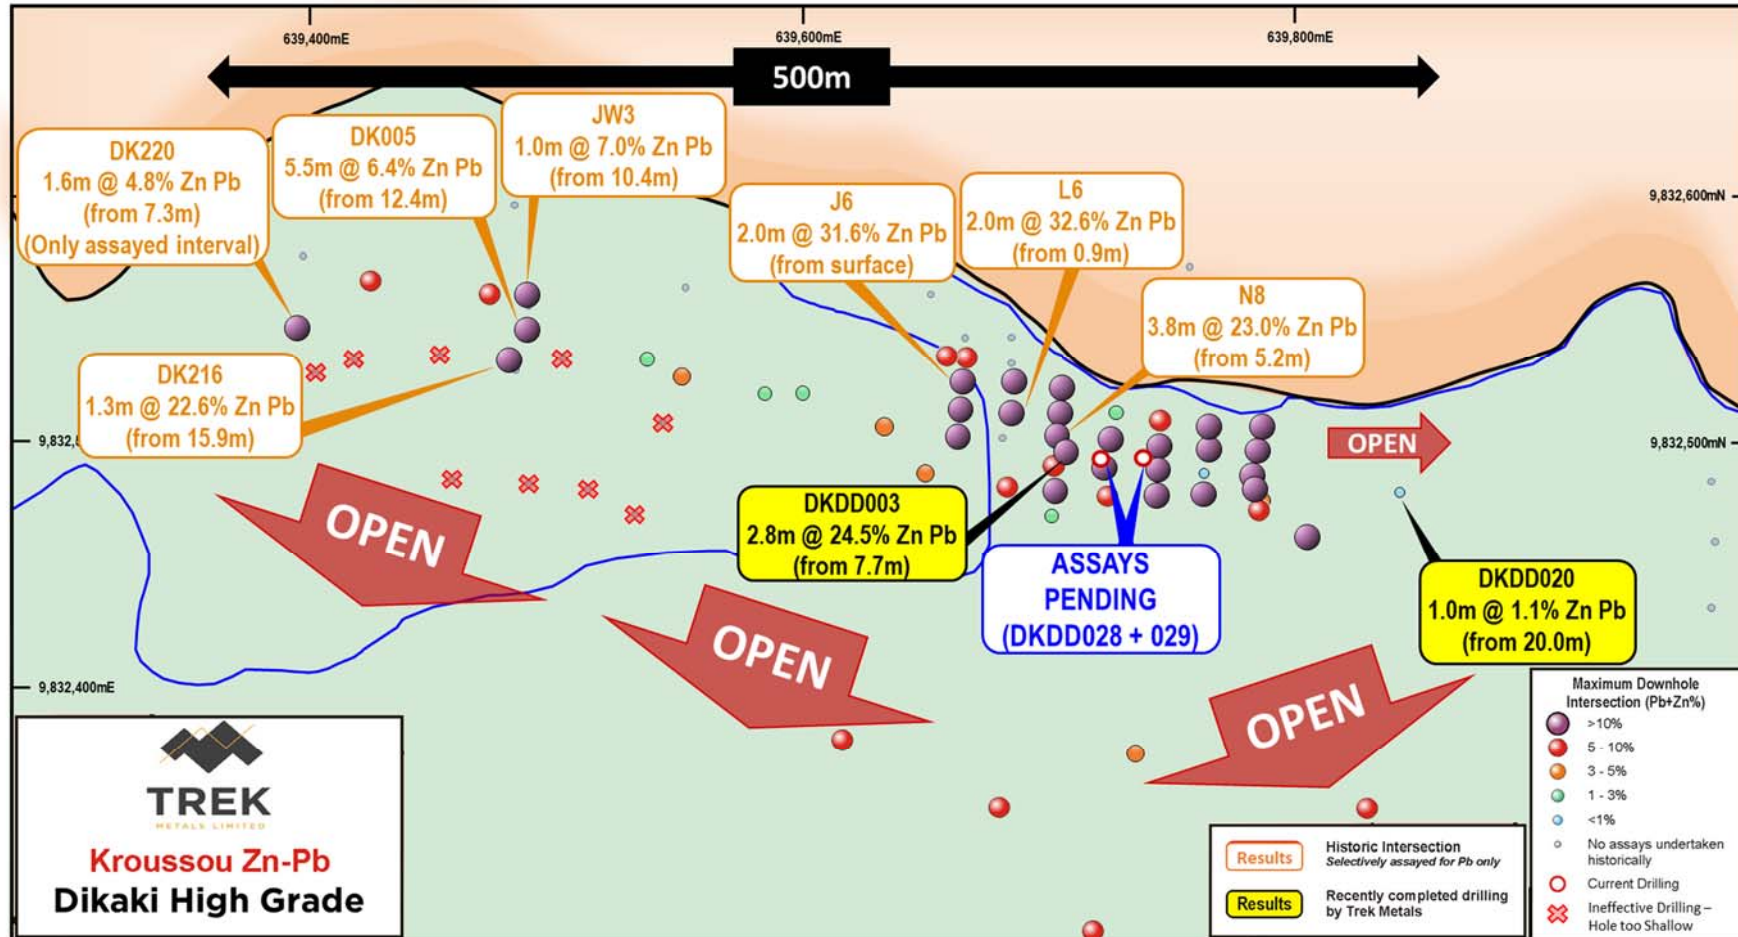 639,400mE
639,600mE
639,800mE
500m
JW3
1.0m @ 7.0% Zn Pb
(from 10.4m)
DK005
5.5m @ 6.4% Zn Pb
(from 12.4m)
DK220
1.6m @ 4.8% Zn Pb
(from 7.3m)
(Only assayed interval)
J6
2.0m @ 31.6% Zn Pb
(from surface)
L6
2.0m @ 32.6% Zn Pb
(from 0.9m)
9,832,600mN
N8
3.8m @ 23.0% Zn Pb
(from 5.2m)
DK216
1.3m @ 22.6% Zn Pb
(from 15.9m)
OPEN
9,832,500mN
OPEN
DKDD003
2.8m @ 24.5% Zn Pb
(from 7.7m)
ASSAYS
PENDING
(DKDD028 + 029)
DKDD020
1.0m @ 1.1% Zn Pb
(from 20.0m)
OPEN
OPEN
9,832,400mE
TREK
METALS LIMITED
Kroussou Zn-Pb
Dikaki High Grade
Results
Historic Intersection
Selectively assayed for Pb only
Results
Recently completed drilling
by Trek Metals
Maximum Downhole
Intersection (Pb+Zn%)
>10%
5 - 10%
3 - 5%
1 - 3%
<1%
No assays undertaken
historically
Current Drilling
Ineffective Drilling –
Hole too Shallow